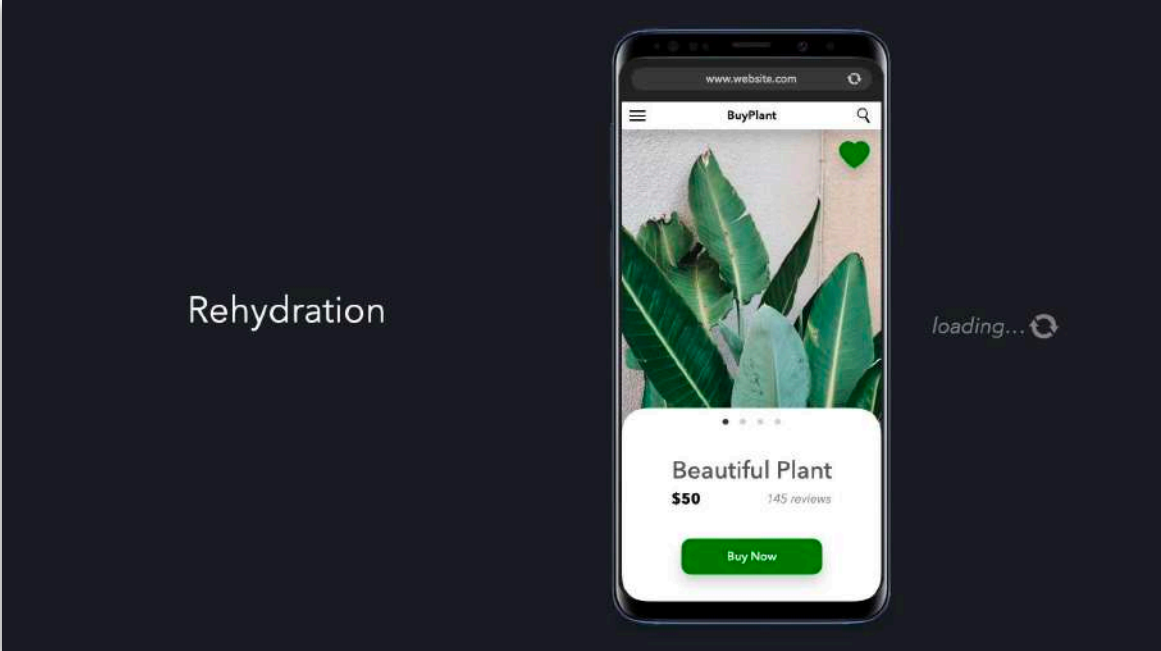 Rehydration
www.website.com
BuyPlant
Beautiful Plant
$50 145 reviews
Buy Now
loading...